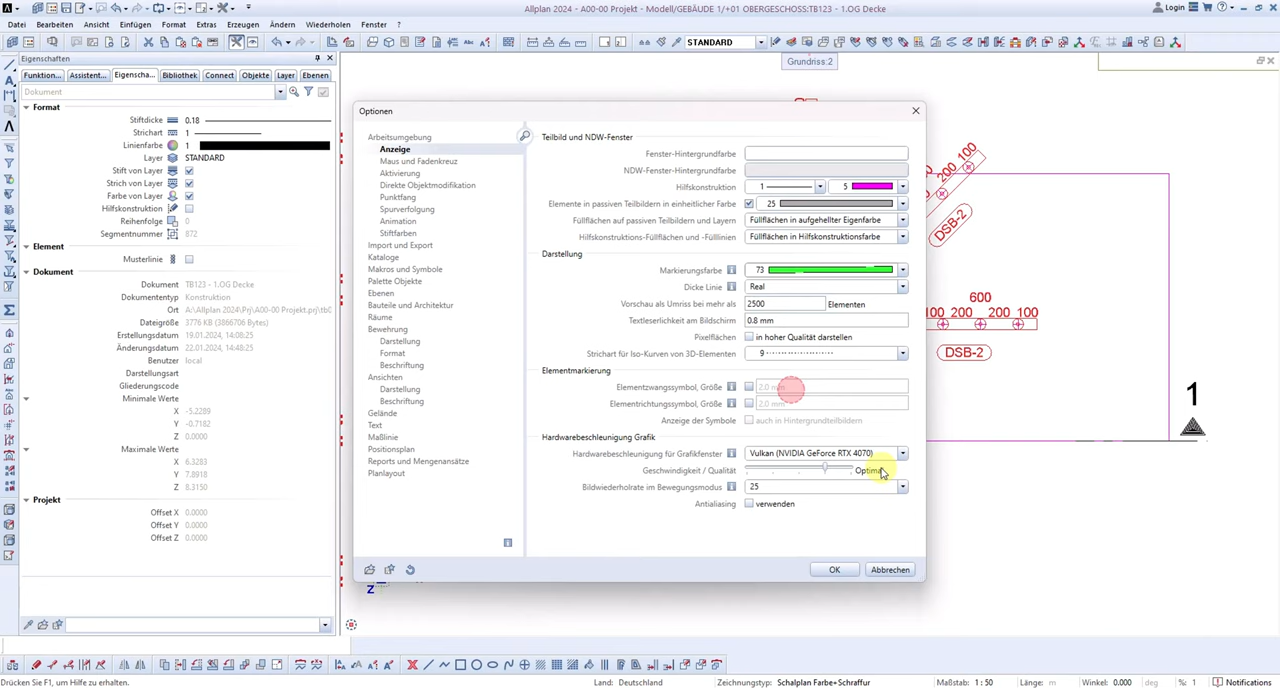 Allplan 2024 - A00-00 Projekt - Modell/GEBÄUDE 1/+01 OBERGESCHOSS:TB123 - 1.OG Decke
Login
Datei Bearbeiten Ansicht Einfügen Format Extras Erzeugen Ändern Wiederholen Fenster ?
STANDARD
Eigenschaften
Grundriss:2
Funktion... Assistent... Eigenscha... Bibliothek Connect Objekte Layer Ebenen
Dokument
Format
Stiftdicke 0.18
Strichart 1
Linienfarbe 1
Layer STANDARD
Stift von Layer
Strich von Layer
Farbe von Layer
Hilfskonstruktion
Reihenfolge 0
Segmentnummer 872
Element
Musterlinie
Dokument
Dokument TB123 - 1.OG Decke
Dokumententyp Konstruktion
Ort A:\Allplan 2024\Prj\A00-00 Projekt.prj\tb0
Dateigröße 3776 KB (3866706 Bytes)
Erstellungsdatum 19.01.2024, 14:08:25
Änderungsdatum 22.01.2024, 14:48:25
Benutzer local
Dokumentenart
Gliederungscode
Minimale Werte
X -5.2289
Y -0.7182
Z 0.0000
Maximale Werte
X 6.3283
Y 7.8918
Z 8.3150
Projekt
Offset X 0.0000
Offset Y 0.0000
Offset Z 0.0000
Optionen
Arbeitsumgebung
Anzeige
Maus und Fadenkreuz
Aktivierung
Direkte Objektmodifikation
Punktfang
Spurverfolgung
Animation
Stiftfarben
Import und Export
Kataloge
Makros und Symbole
Palette Objekte
Ebenen
Bauteile und Architektur
Räume
Bewehrung
Darstellung
Format
Beschriftung
Ansichten
Darstellung
Beschriftung
Gelände
Text
Maßlinie
Positionsplan
Reports und Mengenansätze
Planlayout
Teilbild und NDW-Fenster
Fenster-Hintergrundfarbe
NDW-Fenster-Hintergrundfarbe
Hilfskonstruktion 1 5
Elemente in passiven Teilbildern in einheitlicher Farbe 25
Füllflächen auf passiven Teilbildern und Layern Füllflächen in aufgehellter Eigenfarbe
Hilfskonstruktions-Füllflächen und -Fülllinien Füllflächen in Hilfskonstruktionsfarbe
Darstellung
Markierungsfarbe 73
Dicke Linie Real
Vorschau als Umriss bei mehr als 2500 Elementen
Textleserlichkeit am Bildschirm 0.8 mm
Pixelflächen in hoher Qualität darstellen
Strichart für Iso-Kurven von 3D-Elementen 9
Elementmarkierung
Elementzwangssymbol, Größe 2.0 mm
Elementrichtungssymbol, Größe 2.0 mm
Anzeige der Symbole auch in Hintergrundteilbildern
Hardwarebeschleunigung Grafik
Hardwarebeschleunigung für Grafikfenster Vulkan (NVIDIA GeForce RTX 4070)
Geschwindigkeit / Qualität Optima
Bildwiederholrate im Bewegungsmodus 25
Antialiasing verwenden
OK Abbrechen
200 100
DSB-2
600
100 200 200 100
DSB-2
1
Z
Drücken Sie F1, um Hilfe zu erhalten.
Land: Deutschland Zeichnungstyp: Schalplan Farbe+Schraffur Maßstab: 1 : 50 Länge: m Winkel: 0.000 deg %: 1 Notifications